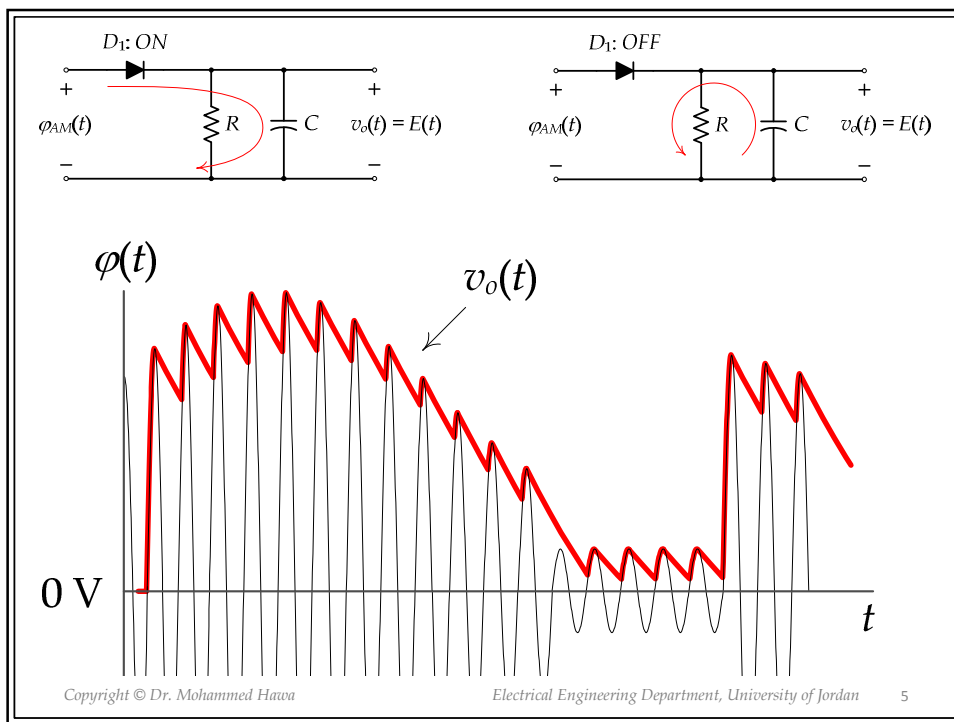 D₁: ON
D₁: OFF
+
+
+
+
φAM(t)
R
C
vₒ(t) = E(t)
φAM(t)
R
C
vₒ(t) = E(t)
−
−
−
−
φ(t)
vₒ(t)
0 V
t
Copyright © Dr. Mohammed Hawa
Electrical Engineering Department, University of Jordan
5